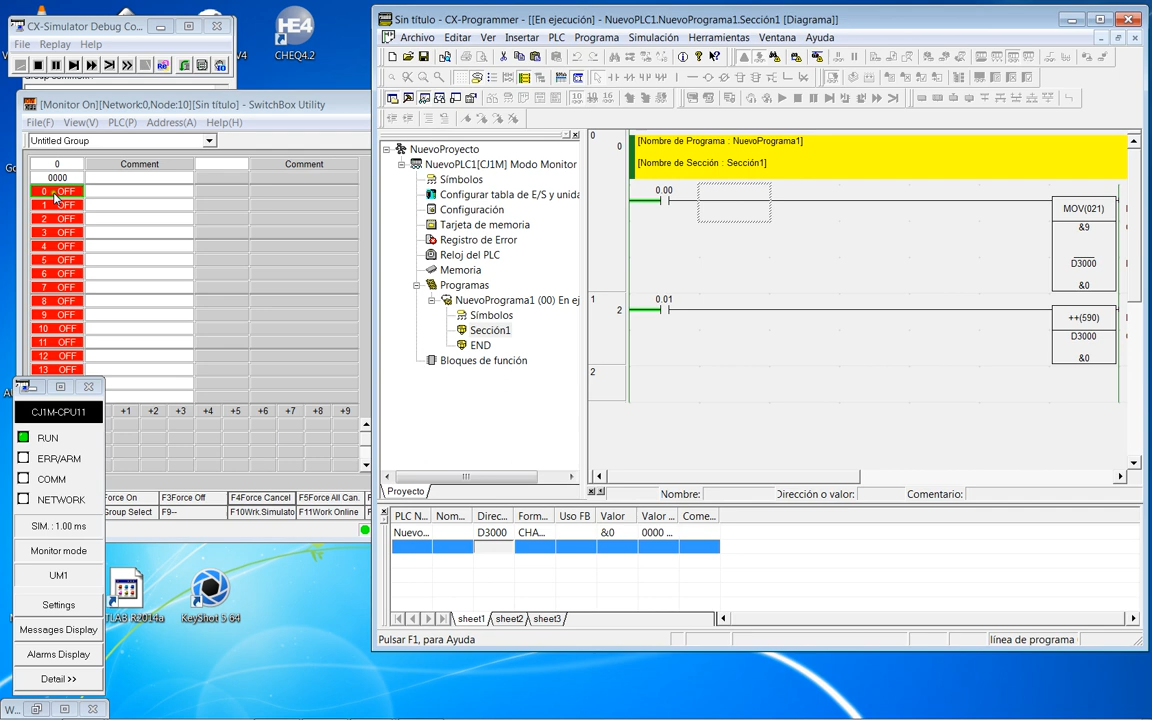 CX-Simulator Debug Co...
File Replay Help
HE4
CHEQ4.2
V4
[Monitor On][Network:0,Node:10][Sin título] - SwitchBox Utility
File(F) View(V) PLC(P) Address(A) Help(H)
Untitled Group
0 Comment Comment
0000
0 OFF
1 OFF
2 OFF
3 OFF
4 OFF
5 OFF
6 OFF
7 OFF
8 OFF
9 OFF
10 OFF
11 OFF
12 OFF
13 OFF
+1 +2 +3 +4 +5 +6 +7 +8 +9
orce On F3Force Off F4Force Cancel F5Force All Can.
Group Select F9-- F10Wrk.Simulato F11Work Online
CJ1M-CPU11
RUN
ERR/ARM
COMM
NETWORK
SIM. : 1.00 ms
Monitor mode
UM1
Settings
Messages Display
Alarms Display
Detail >>
W...
TLAB R2014a
KeyShot 5 64
Sin título - CX-Programmer - [[En ejecución] - NuevoPLC1.NuevoPrograma1.Sección1 [Diagrama]]
Archivo Editar Ver Insertar PLC Programa Simulación Herramientas Ventana Ayuda
NuevoProyecto
NuevoPLC1[CJ1M] Modo Monitor
Símbolos
Configurar tabla de E/S y unida
Configuración
Tarjeta de memoria
Registro de Error
Reloj del PLC
Memoria
Programas
NuevoPrograma1 (00) En ej
Símbolos
Sección1
END
Bloques de función
Proyecto
0
0
[Nombre de Programa : NuevoPrograma1]
[Nombre de Sección : Sección1]
0.00
MOV(021)
&9
D3000
&0
1
2
0.01
++(590)
D3000
&0
2
Nombre: Dirección o valor: Comentario:
PLC N... Nom... Direc... Form... Uso FB Valor Valor ... Come...
Nuevo... D3000 CHA... &0 0000 ...
sheet1 sheet2 sheet3
Pulsar F1, para Ayuda
línea de programa